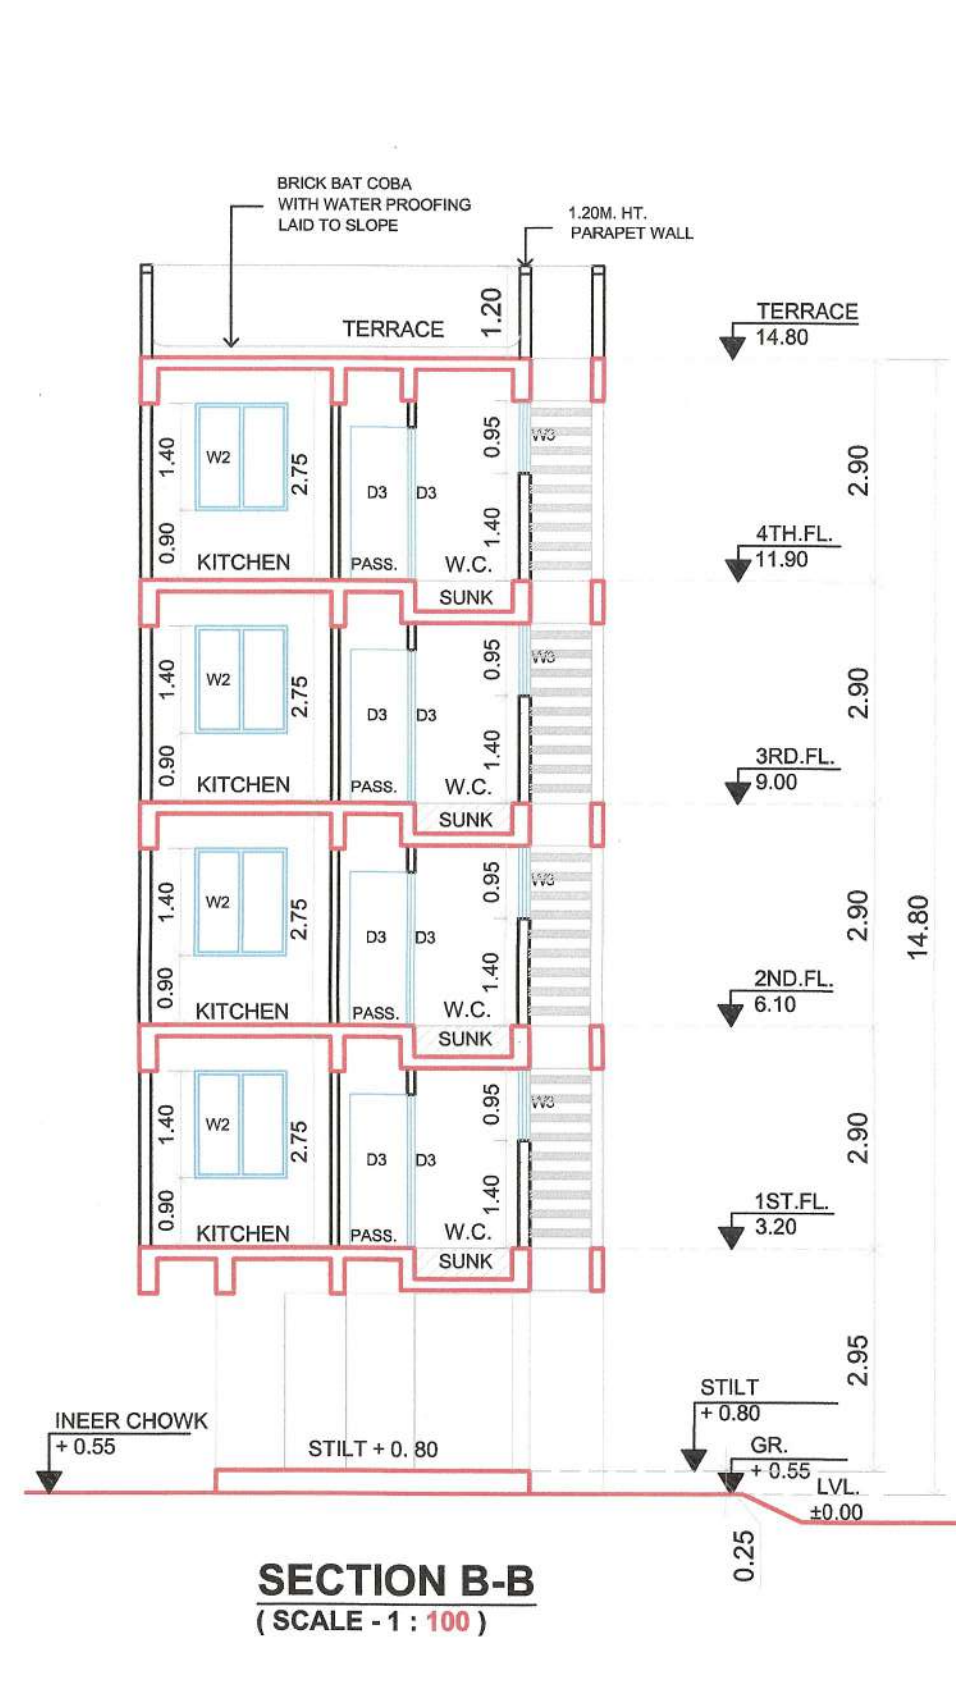 BRICK BAT COBA
WITH WATER PROOFING
LAID TO SLOPE
1.20M. HT.
PARAPET WALL
1.20
TERRACE
TERRACE
14.80
1.40
W2
2.75
0.90
KITCHEN
D3
D3
PASS.
0.95
1.40
W.C.
W3
SUNK
2.90
4TH.FL.
11.90
1.40
W2
2.75
0.90
KITCHEN
D3
D3
PASS.
0.95
1.40
W.C.
W3
SUNK
2.90
3RD.FL.
9.00
1.40
W2
2.75
0.90
KITCHEN
D3
D3
PASS.
0.95
1.40
W.C.
W3
SUNK
2.90
14.80
2ND.FL.
6.10
1.40
W2
2.75
0.90
KITCHEN
D3
D3
PASS.
0.95
1.40
W.C.
W3
SUNK
2.90
1ST.FL.
3.20
2.95
STILT
+ 0.80
INEER CHOWK
+ 0.55
STILT + 0. 80
GR.
+ 0.55
LVL.
±0.00
0.25
SECTION B-B
( SCALE - 1 : 100 )